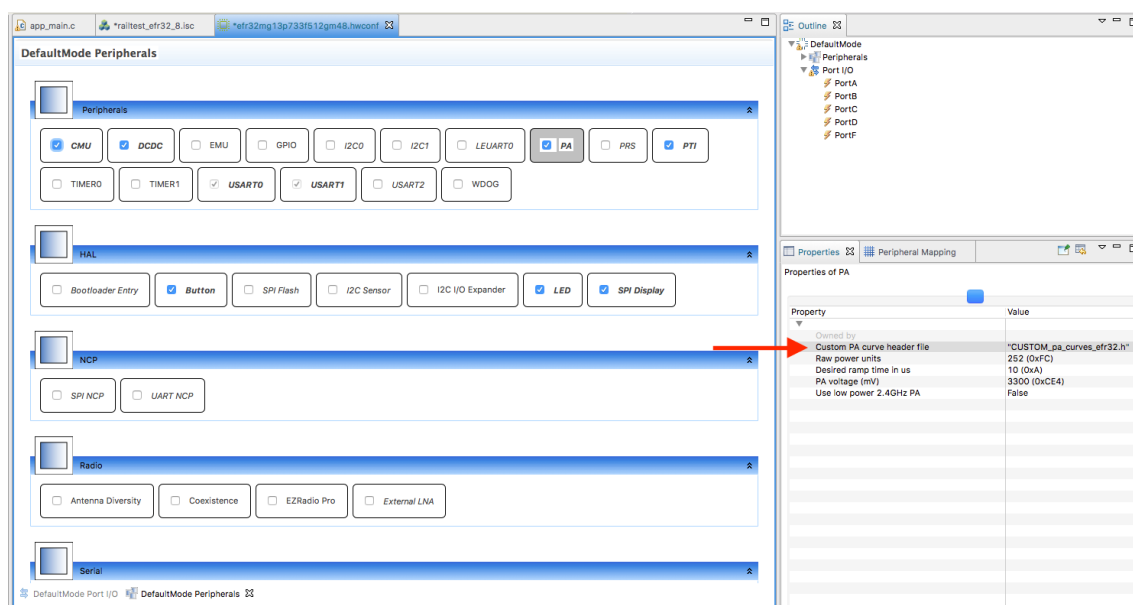 app_main.c
*railtest_efr32_8.isc
*efr32mg13p733f512gm48.hwconf
DefaultMode Peripherals
Peripherals
CMU
DCDC
EMU
GPIO
I2C0
I2C1
LEUART0
PA
PRS
PTI
TIMER0
TIMER1
USART0
USART1
USART2
WDOG
HAL
Bootloader Entry
Button
SPI Flash
I2C Sensor
I2C I/O Expander
LED
SPI Display
NCP
SPI NCP
UART NCP
Radio
Antenna Diversity
Coexistence
EZRadio Pro
External LNA
Serial
DefaultMode Port I/O
DefaultMode Peripherals
Outline
DefaultMode
Peripherals
Port I/O
PortA
PortB
PortC
PortD
PortF
Properties
Peripheral Mapping
Properties of PA
Property Value
Owned by
Custom PA curve header file "CUSTOM_pa_curves_efr32.h"
Raw power units 252 (0xFC)
Desired ramp time in us 10 (0xA)
PA voltage (mV) 3300 (0xCE4)
Use low power 2.4GHz PA False